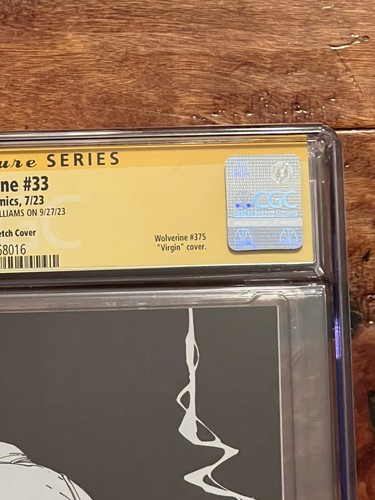 ure SERIES
ne #33
mics, 7/23
LLIAMS ON 9/27/23
etch Cover
Wolverine #375
"Virgin" cover.
68016
CGC